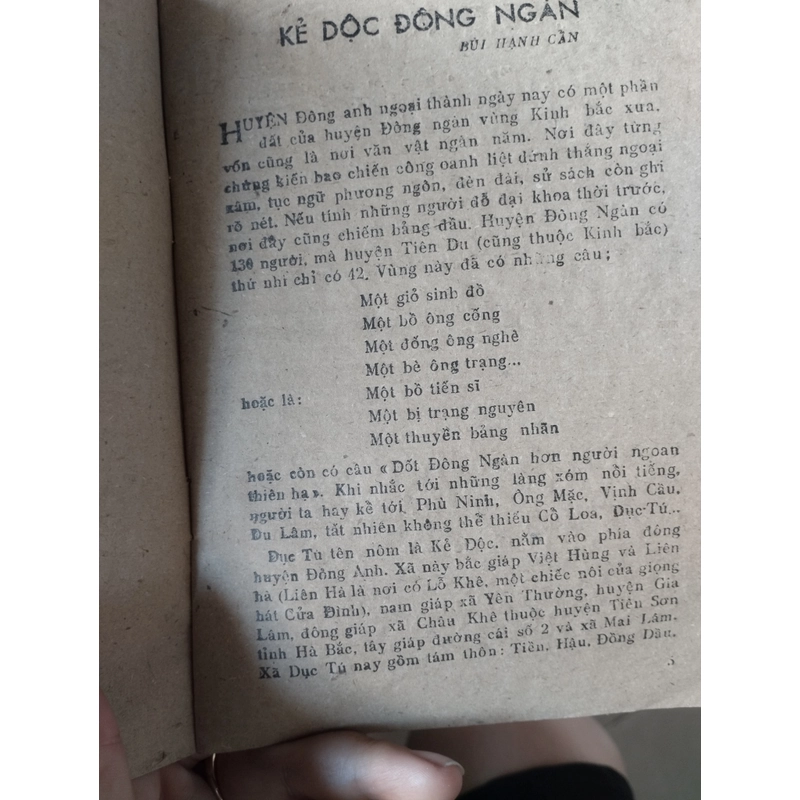 KẺ DỘC ĐÔNG NGÀN
BÙI HẠNH CẨN
HUYỆN Đông anh ngoại thành ngày nay có một phần
đất của huyện Đông ngàn vùng Kinh bắc xưa,
vốn cũng là nơi văn vật ngàn năm. Nơi đây từng
chứng kiến bao chiến công oanh liệt đánh thắng ngoại
xâm, tục ngữ phương ngôn, đền đài, sử sách còn ghi
rõ nét. Nếu tính những người đỗ đại khoa thời trước,
nơi đây cũng chiếm bảng đầu. Huyện Đông Ngàn có
130 người, mà huyện Tiên Du (cũng thuộc Kinh bắc)
thứ nhì chỉ có 42. Vùng này đã có những câu;
Một giỏ sinh đồ
Một bồ ông cống
Một đống ông nghè
Một bè ông trạng...
hoặc là: Một bồ tiến sĩ
Một bị trạng nguyên
Một thuyền bảng nhãn
hoặc còn có câu «Dốt Đông Ngàn hơn người ngoan
thiên hạ». Khi nhắc tới những làng xóm nổi tiếng,
người ta hay kể tới, Phù Ninh, Ông Mặc, Vịnh Cầu,
Du Lâm, tất nhiên không thể thiếu Cổ Loa, Dục-Tú...
Dục Tú tên nôm là Kẻ Dộc, nằm vào phía đông
huyện Đông Anh. Xã này bắc giáp Việt Hùng và Liên
hà (Liên Hà là nơi có Lỗ Khê, một chiếc nôi của giọng
hát Cửa Đình), nam giáp xã Yên Thường, huyện Gia
Lâm, đông giáp xã Châu Khê thuộc huyện Tiên Sơn
tỉnh Hà Bắc, tây giáp đường cái số 2 và xã Mai Lâm.
Xã Dục Tú nay gồm tám thôn: Tiền, Hậu, Đồng Dầu,
5